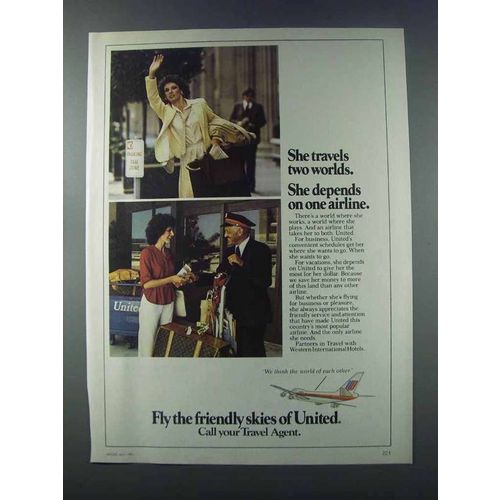 She travels
two worlds.
She depends
on one airline.
There's a world where she
works, a world where she
plays. And an airline that
takes her to both. United.
For business, United's
convenient schedules get her
where she wants to go. When
she wants to go.
For vacations, she depends
on United to give her the
most for her dollar. Because
we save her money to more
of this land than any other
airline.
But whether she's flying
for business or pleasure,
she always appreciates the
friendly service and attention
that have made United this
country's most popular
airline. And the only airline
she needs.
Partners in Travel with
Western International Hotels.
United
"We think the world of each other."
Fly the friendly skies of United.
Call your Travel Agent.
221